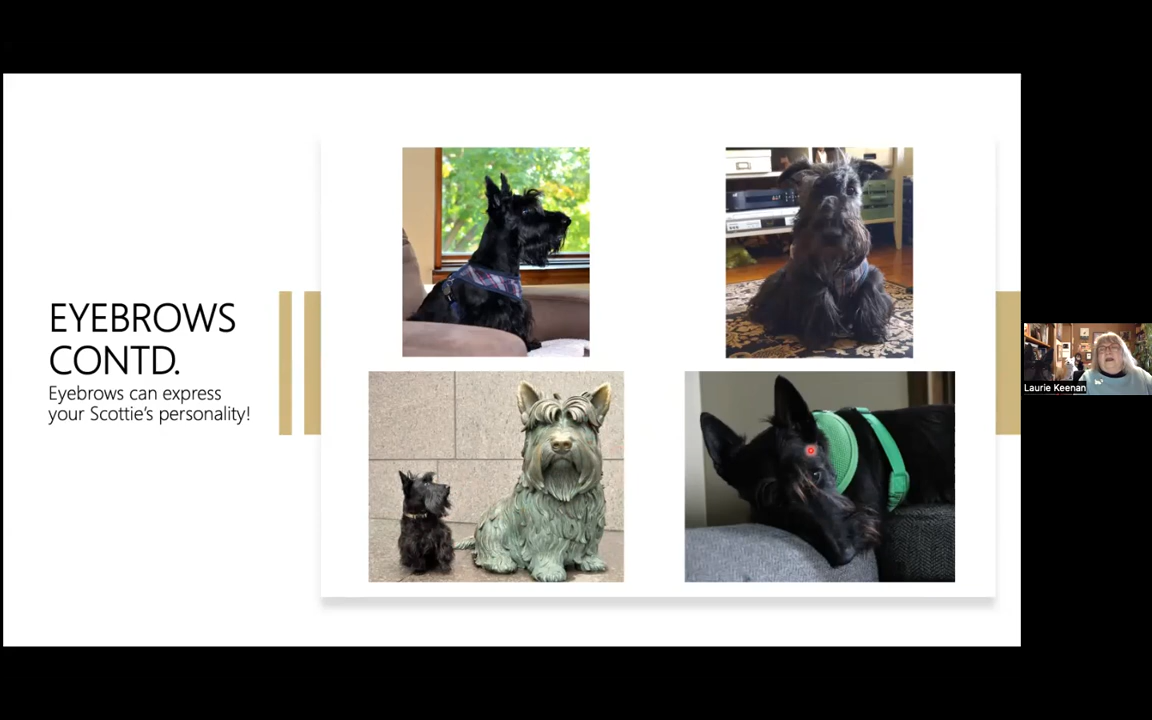 EYEBROWS
CONTD.
Eyebrows can express
your Scottie's personality!
Laurie Keenan